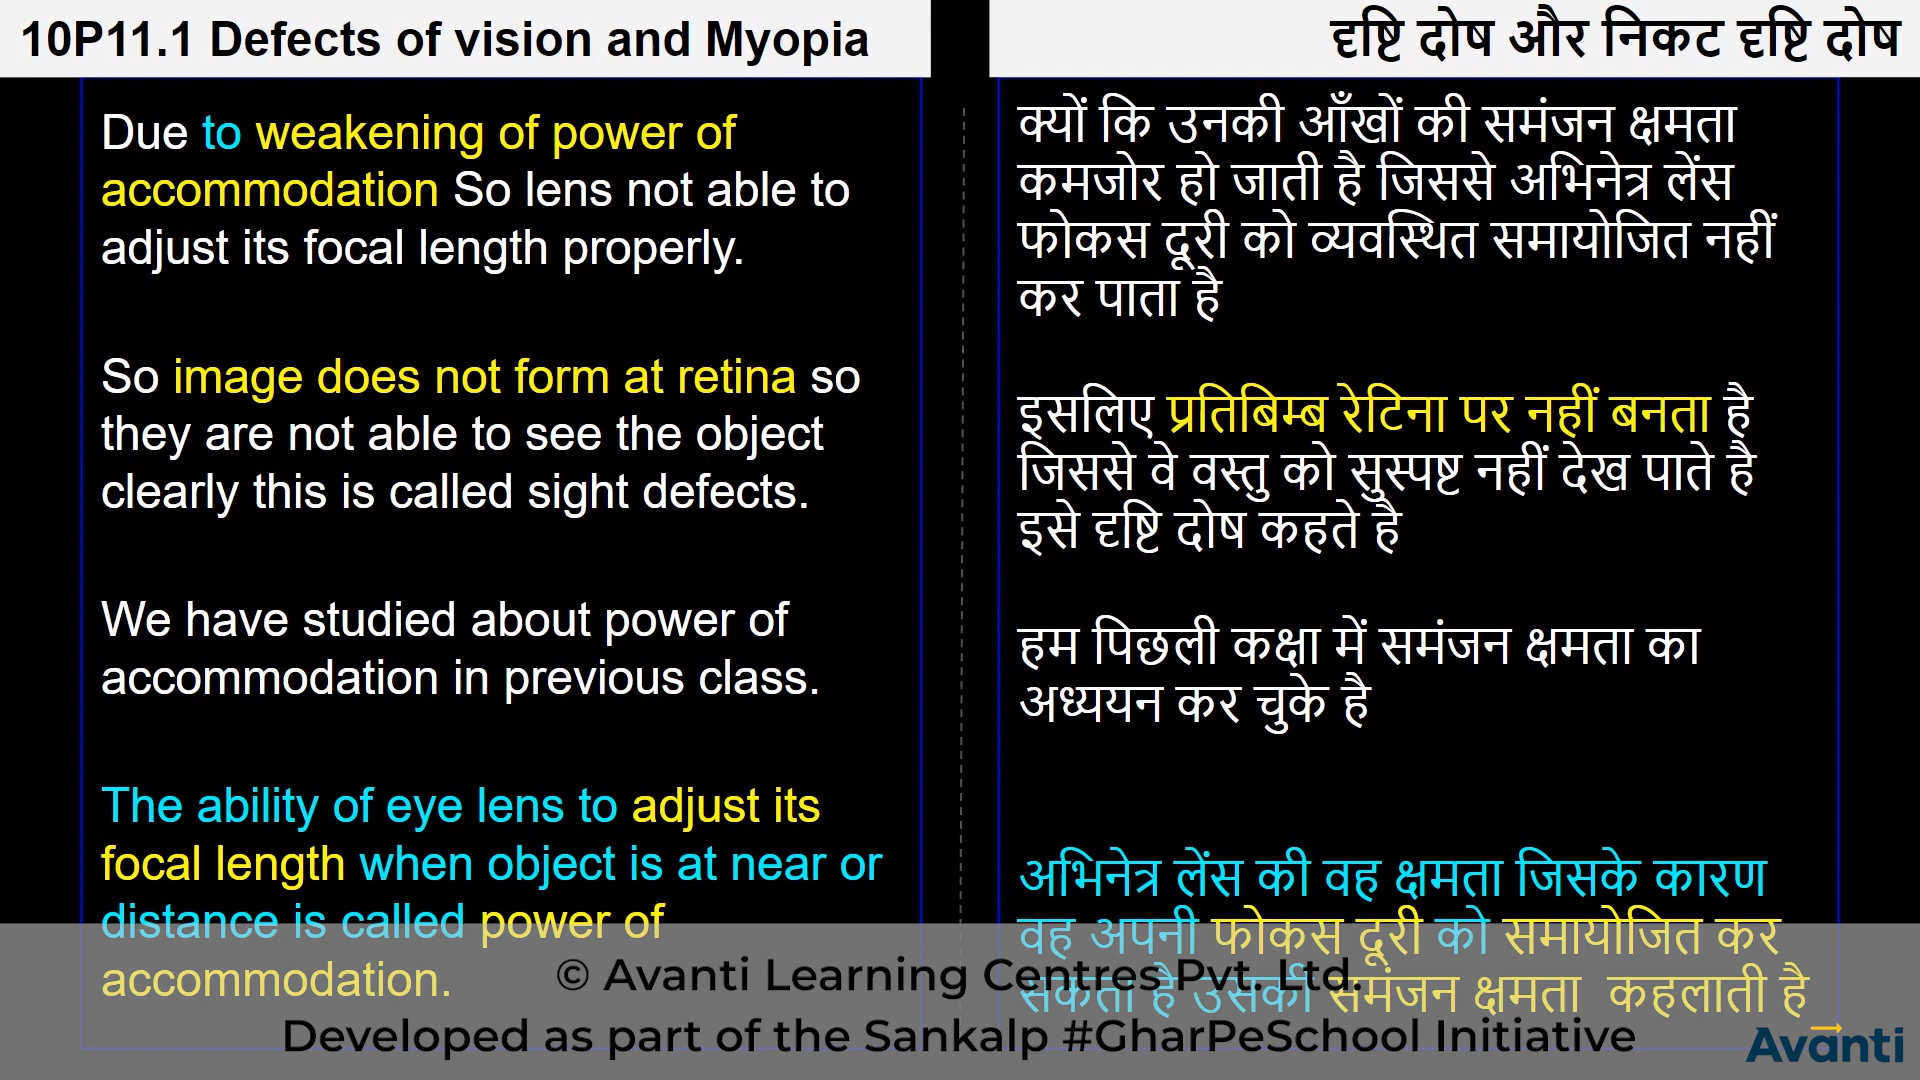 10P11.1 Defects of vision and Myopia
दृष्टि दोष और निकट दृष्टि दोष
Due to weakening of power of
accommodation So lens not able to
adjust its focal length properly.
So image does not form at retina so
they are not able to see the object
clearly this is called sight defects.
We have studied about power of
accommodation in previous class.
The ability of eye lens to adjust its
focal length when object is at near or
distance is called power of
accommodation.
क्यों कि उनकी आँखों की समंजन क्षमता
कमजोर हो जाती है जिससे अभिनेत्र लेंस
फोकस दूरी को व्यवस्थित समायोजित नहीं
कर पाता है
इसलिए प्रतिबिम्ब रेटिना पर नहीं बनता है
जिससे वे वस्तु को सुस्पष्ट नहीं देख पाते है
इसे दृष्टि दोष कहते है
हम पिछली कक्षा में समंजन क्षमता का
अध्ययन कर चुके है
अभिनेत्र लेंस की वह क्षमता जिसके कारण
वह अपनी फोकस दूरी को समायोजित कर
सकता है उसकी समंजन क्षमता कहलाती है
© Avanti Learning Centres Pvt. Ltd.
Developed as part of the Sankalp #GharPeSchool Initiative
Avanti